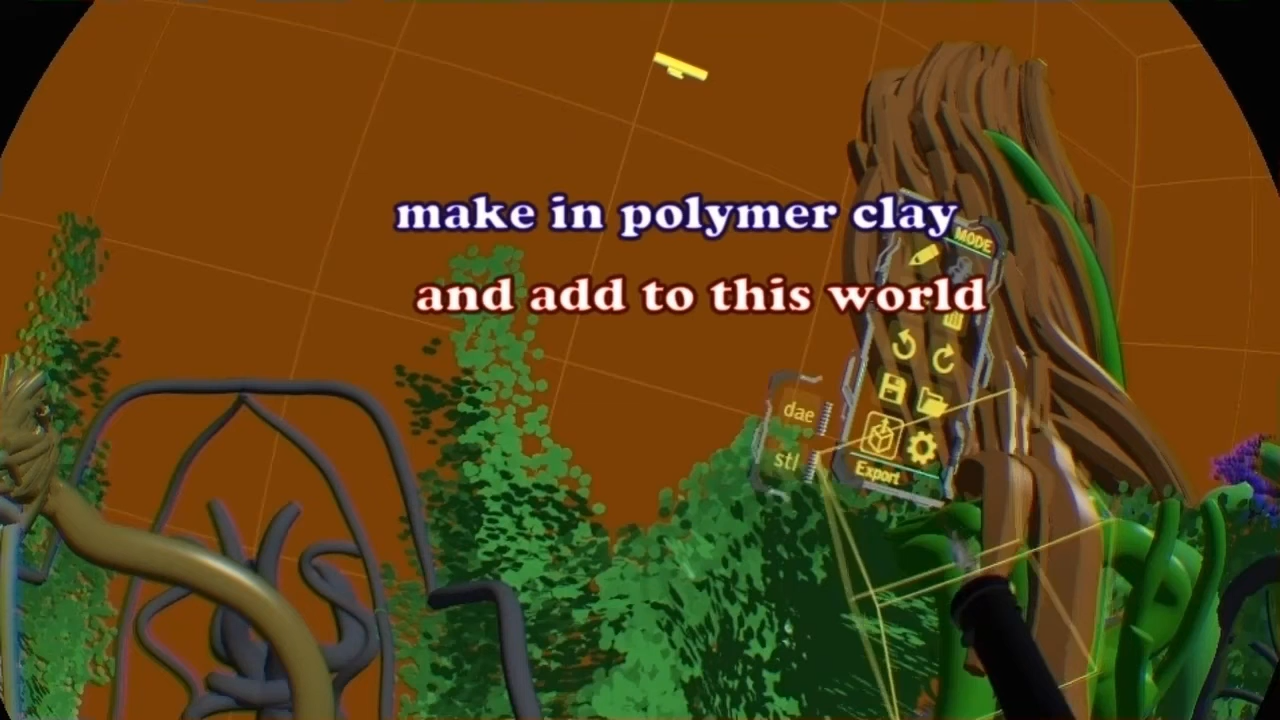 make in polymer clay
and add to this world
MODE
dae
stl
Export